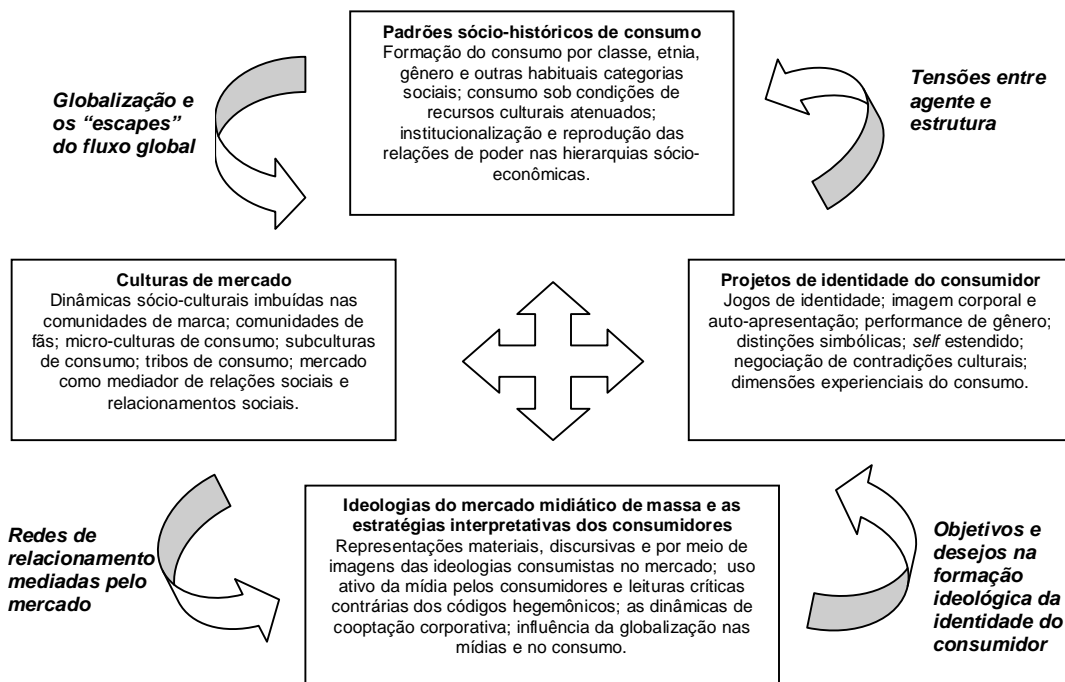 Padrões sócio-históricos de consumo
Formação do consumo por classe, etnia,
gênero e outras habituais categorias
sociais; consumo sob condições de
recursos culturais atenuados;
institucionalização e reprodução das
relações de poder nas hierarquias sócio-
econômicas.
Globalização e
os “escapes”
do fluxo global
Tensões entre
agente e
estrutura
Culturas de mercado
Dinâmicas sócio-culturais imbuídas nas
comunidades de marca; comunidades de
fãs; micro-culturas de consumo; subculturas
de consumo; tribos de consumo; mercado
como mediador de relações sociais e
relacionamentos sociais.
Projetos de identidade do consumidor
Jogos de identidade; imagem corporal e
auto-apresentação; performance de gênero;
distinções simbólicas; self estendido;
negociação de contradições culturais;
dimensões experienciais do consumo.
Redes de
relacionamento
mediadas pelo
mercado
Ideologias do mercado midiático de massa e as
estratégias interpretativas dos consumidores
Representações materiais, discursivas e por meio de
imagens das ideologias consumistas no mercado; uso
ativo da mídia pelos consumidores e leituras críticas
contrárias dos códigos hegemônicos; as dinâmicas de
cooptação corporativa; influência da globalização nas
mídias e no consumo.
Objetivos e
desejos na
formação
ideológica da
identidade do
consumidor